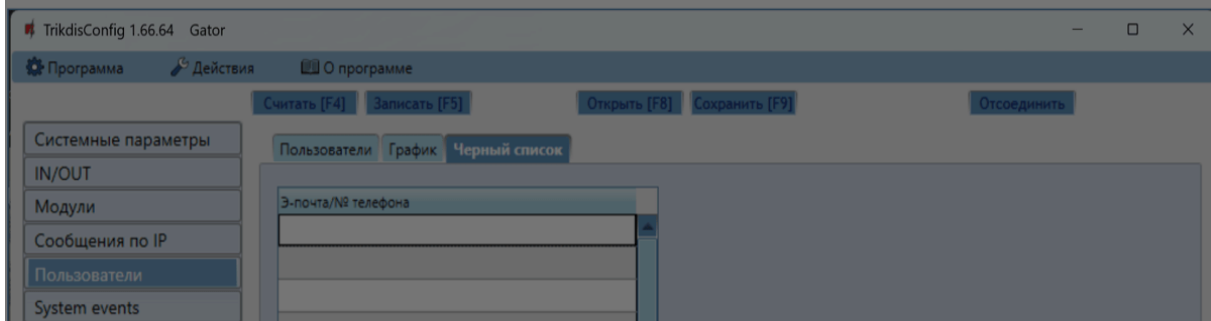 TrikdisConfig 1.66.64 Gator
Программа Действия О программе
Считать [F4] Записать [F5] Открыть [F8] Сохранить [F9] Отсоединить
Системные параметры
IN/OUT
Модули
Сообщения по IP
Пользователи
System events
Пользователи График Черный список
Э-почта/№ телефона